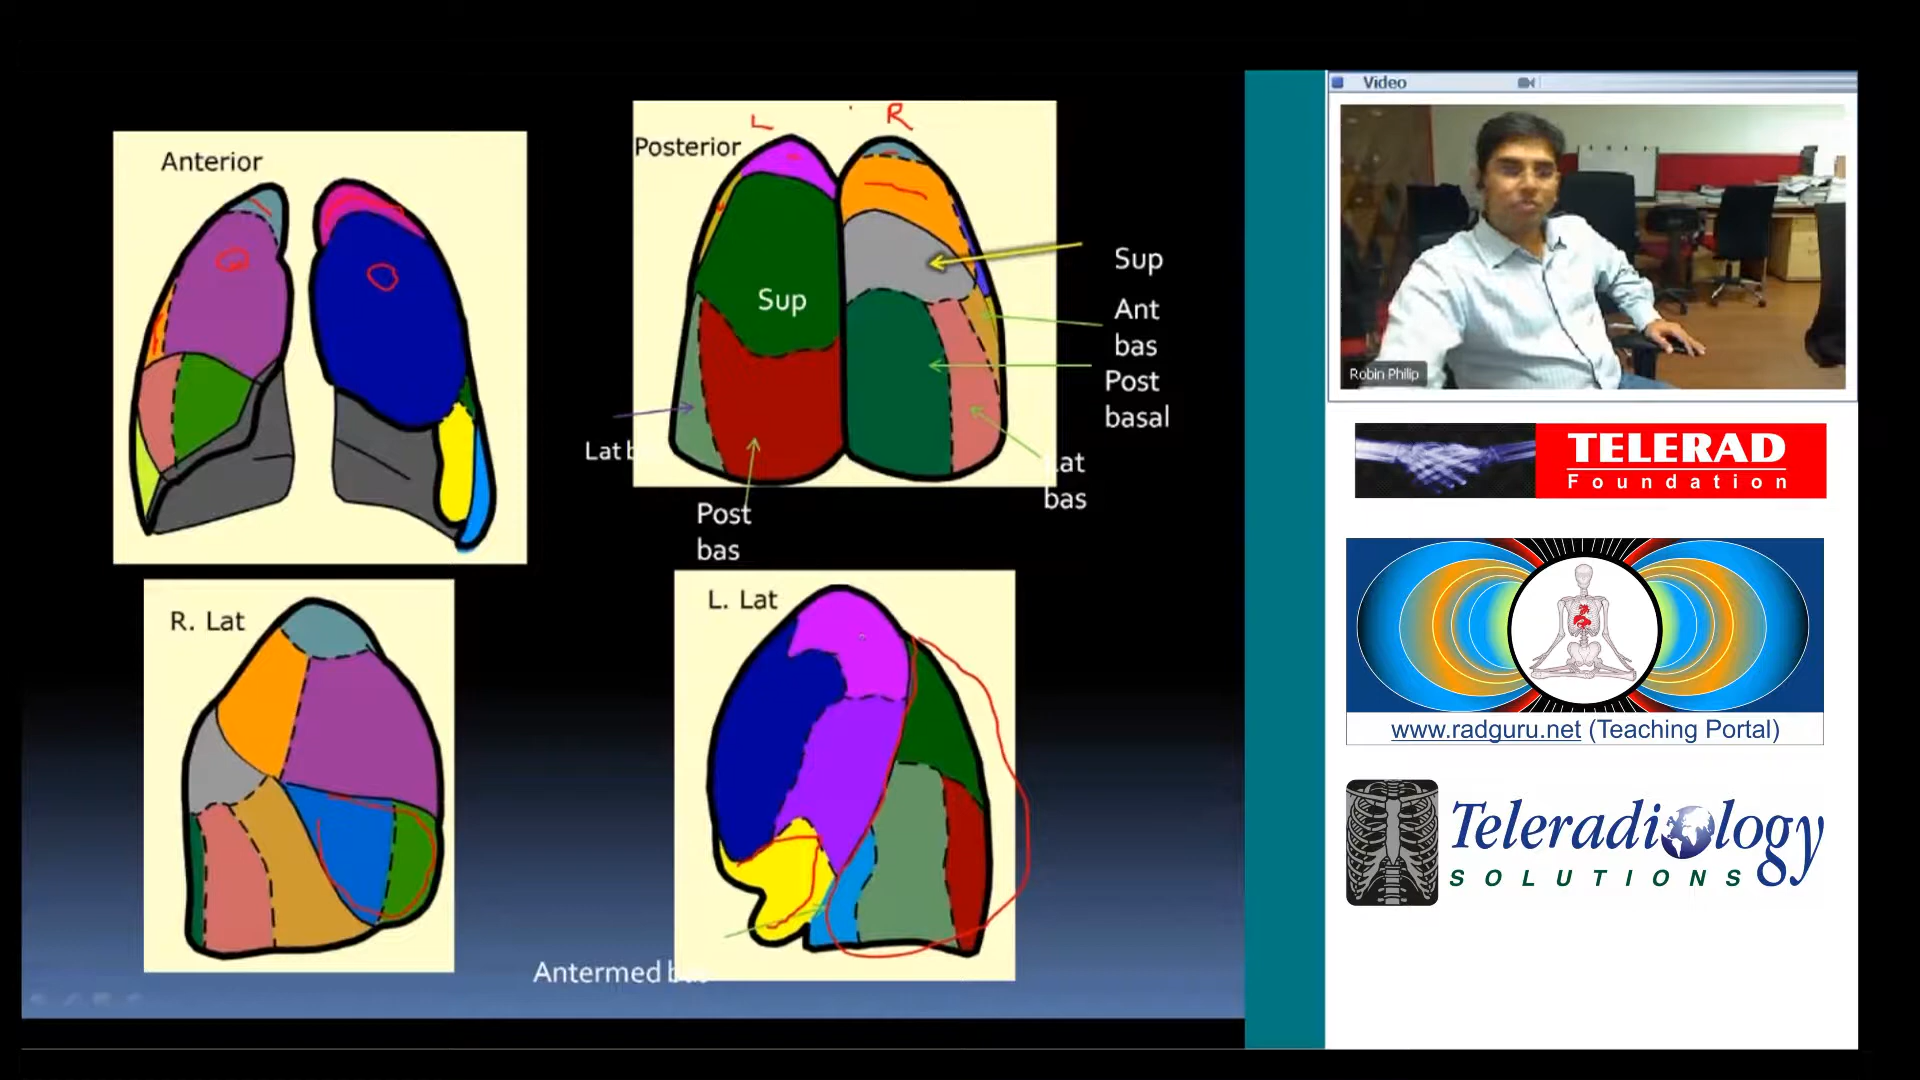 Anterior
L
R
Posterior
Sup
Sup
Ant
bas
Post
basal
Lat b
Lat
bas
Post
bas
R. Lat
L. Lat
Antermed bas
Video
Robin Philip
TELERAD
Foundation
www.radguru.net (Teaching Portal)
Teleradiology
SOLUTIONS